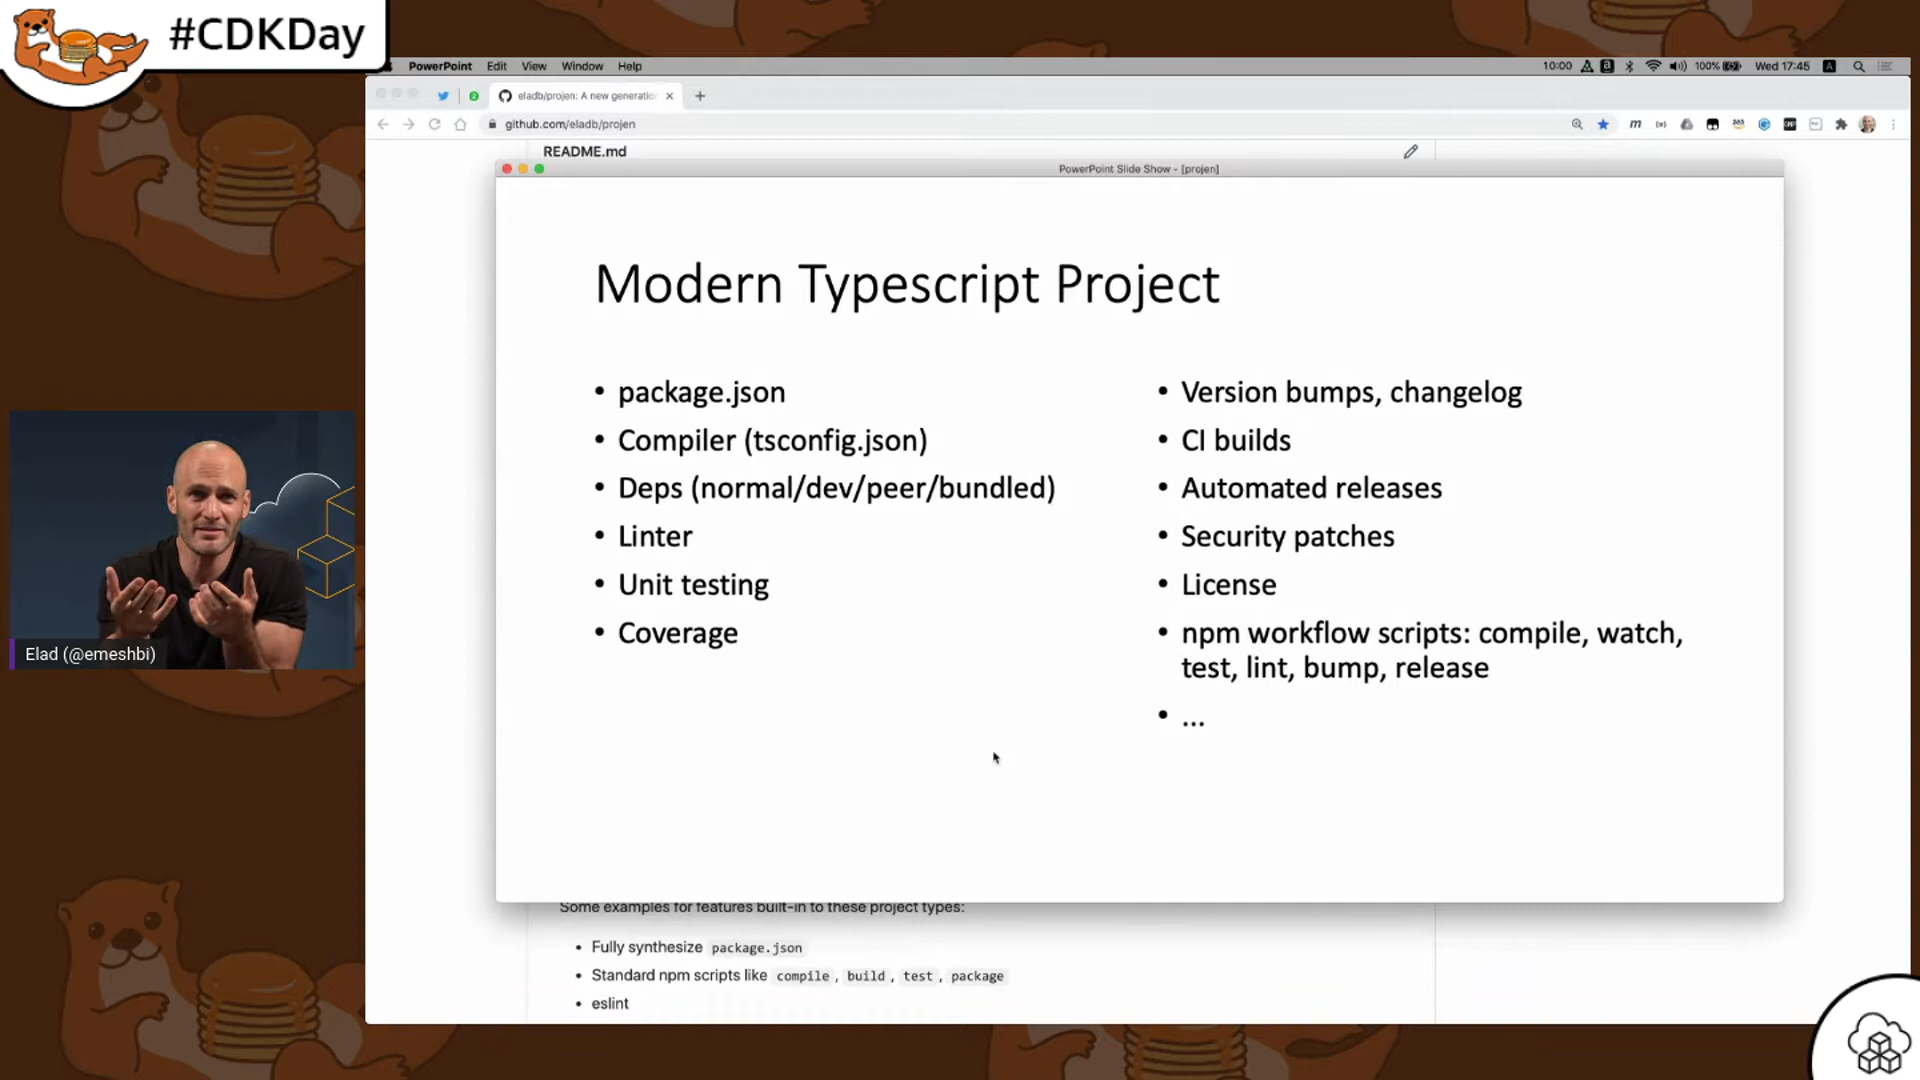 #CDKDay
PowerPoint Edit View Window Help
10:00 100% Wed 17:45 A
eladb/projen: A new generatio
github.com/eladb/projen
README.md
PowerPoint Slide Show - [projen]
Modern Typescript Project
• package.json
• Compiler (tsconfig.json)
• Deps (normal/dev/peer/bundled)
• Linter
• Unit testing
• Coverage
• Version bumps, changelog
• CI builds
• Automated releases
• Security patches
• License
• npm workflow scripts: compile, watch,
test, lint, bump, release
• ...
Elad (@emeshbi)
Some examples for features built-in to these project types:
• Fully synthesize package.json
• Standard npm scripts like compile, build, test, package
• eslint